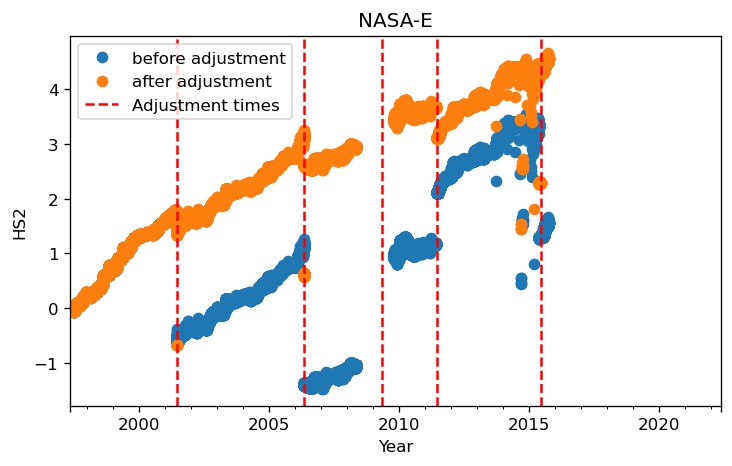 NASA-E
before adjustment
after adjustment
Adjustment times
HS2
4
3
2
1
0
−1
2000 2005 2010 2015 2020
Year